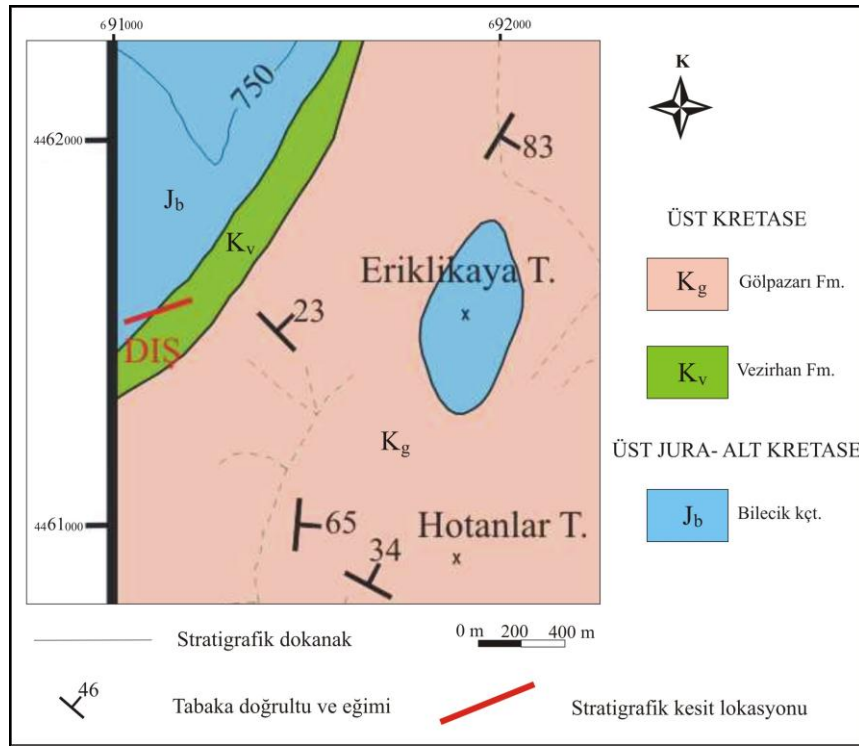 691000
692000
4462000
4461000
750
Jb
Kv
83
Eriklikaya T.
x
23
DIŞ
Kg
65
34
Hotanlar T.
x
K
ÜST KRETASE
Kg Gölpazarı Fm.
Kv Vezirhan Fm.
ÜST JURA- ALT KRETASE
Jb Bilecik kçt.
Stratigrafik dokanak
0 m 200 400 m
46
Tabaka doğrultu ve eğimi
Stratigrafik kesit lokasyonu